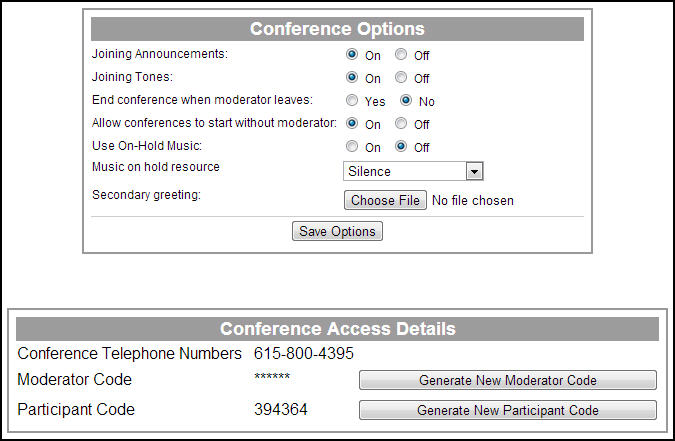 Conference Options
Joining Announcements: On Off
Joining Tones: On Off
End conference when moderator leaves: Yes No
Allow conferences to start without moderator: On Off
Use On-Hold Music: On Off
Music on hold resource Silence
Secondary greeting: Choose File No file chosen
Save Options
Conference Access Details
Conference Telephone Numbers 615-800-4395
Moderator Code ****** Generate New Moderator Code
Participant Code 394364 Generate New Participant Code